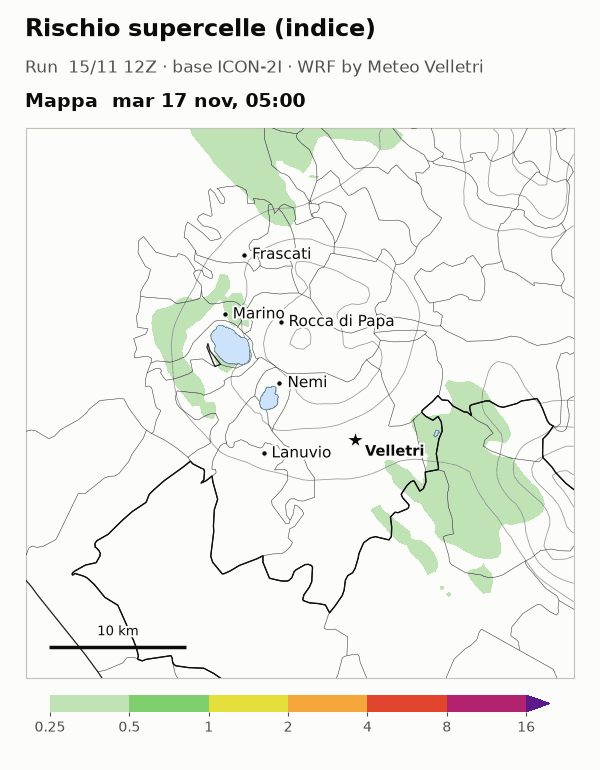 Rischio supercelle (indice)
Run  15/11 12Z · base ICON-2I · WRF by Meteo Velletri
Mappa  mar 17 nov, 05:00
Frascati
Marino
Rocca di Papa
Nemi
Velletri
Lanuvio
10 km
0.25 0.5 1 2 4 8 16